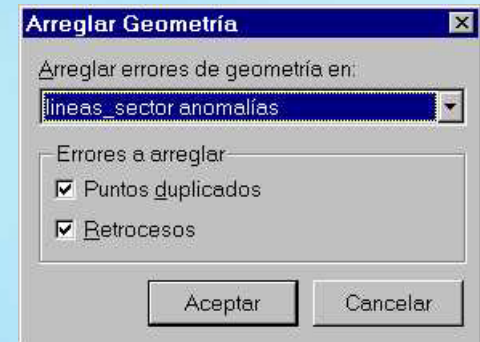 Arreglar Geometría
Arreglar errores de geometría en:
lineas_sector anomalías
Errores a arreglar
Puntos duplicados
Retrocesos
Aceptar Cancelar